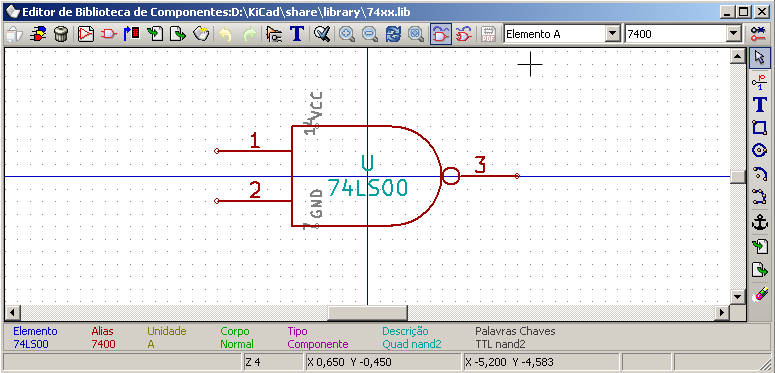 Editor de Biblioteca de Componentes:D:\KiCad\share\library\74xx.lib
Elemento A
7400
14
VCC
1
U
3
2
74LS00
GND
7
Elemento Alias Unidade Corpo Tipo Descrição Palavras Chaves
74LS00 7400 A Normal Componente Quad nand2 TTL nand2
Z 4 X 0,650 Y -0,450 X -5,200 Y -4,583